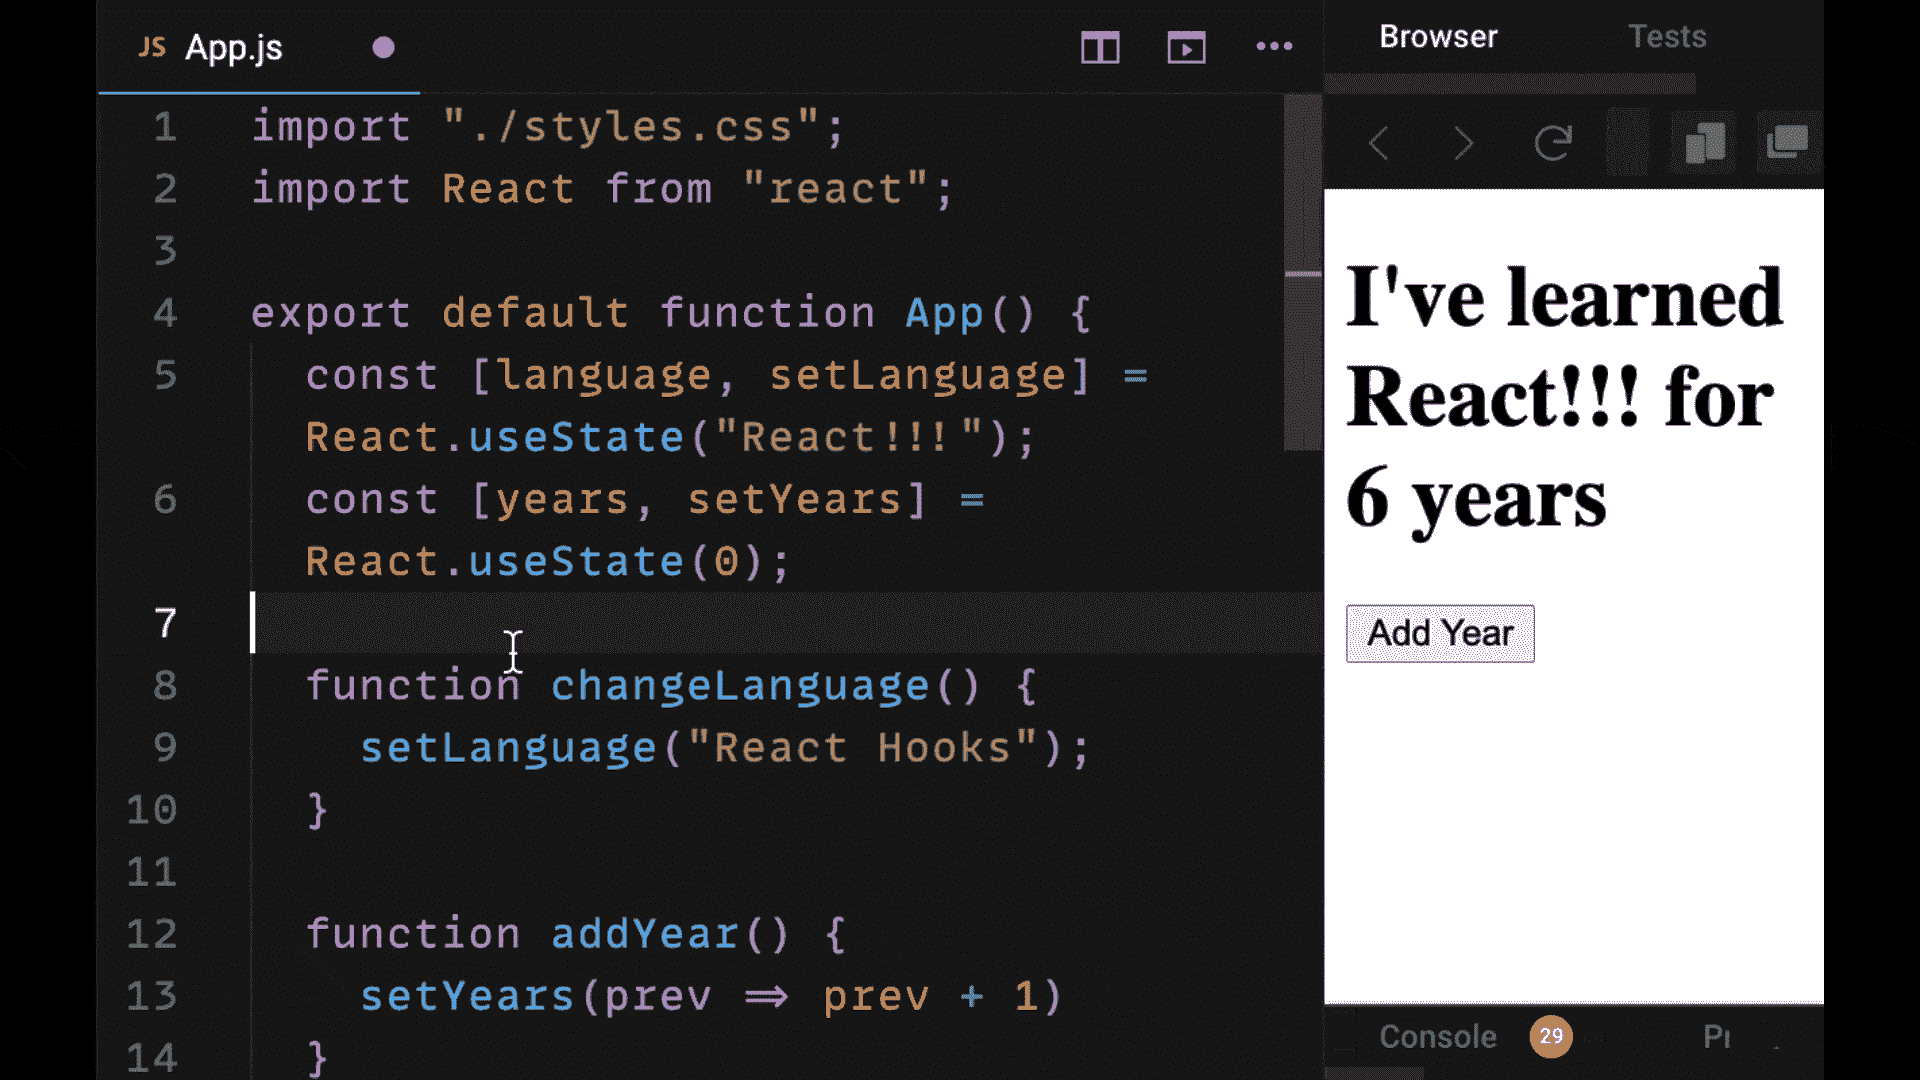 JS App.js
1 import "./styles.css";
2 import React from "react";
3
4 export default function App() {
5 const [language, setLanguage] =
React.useState("React!!!");
6 const [years, setYears] =
React.useState(0);
7
8 function changeLanguage() {
9 setLanguage("React Hooks");
10 }
11
12 function addYear() {
13 setYears(prev => prev + 1)
14 }
Browser Tests
I've learned
React!!! for
6 years
Add Year
Console 29